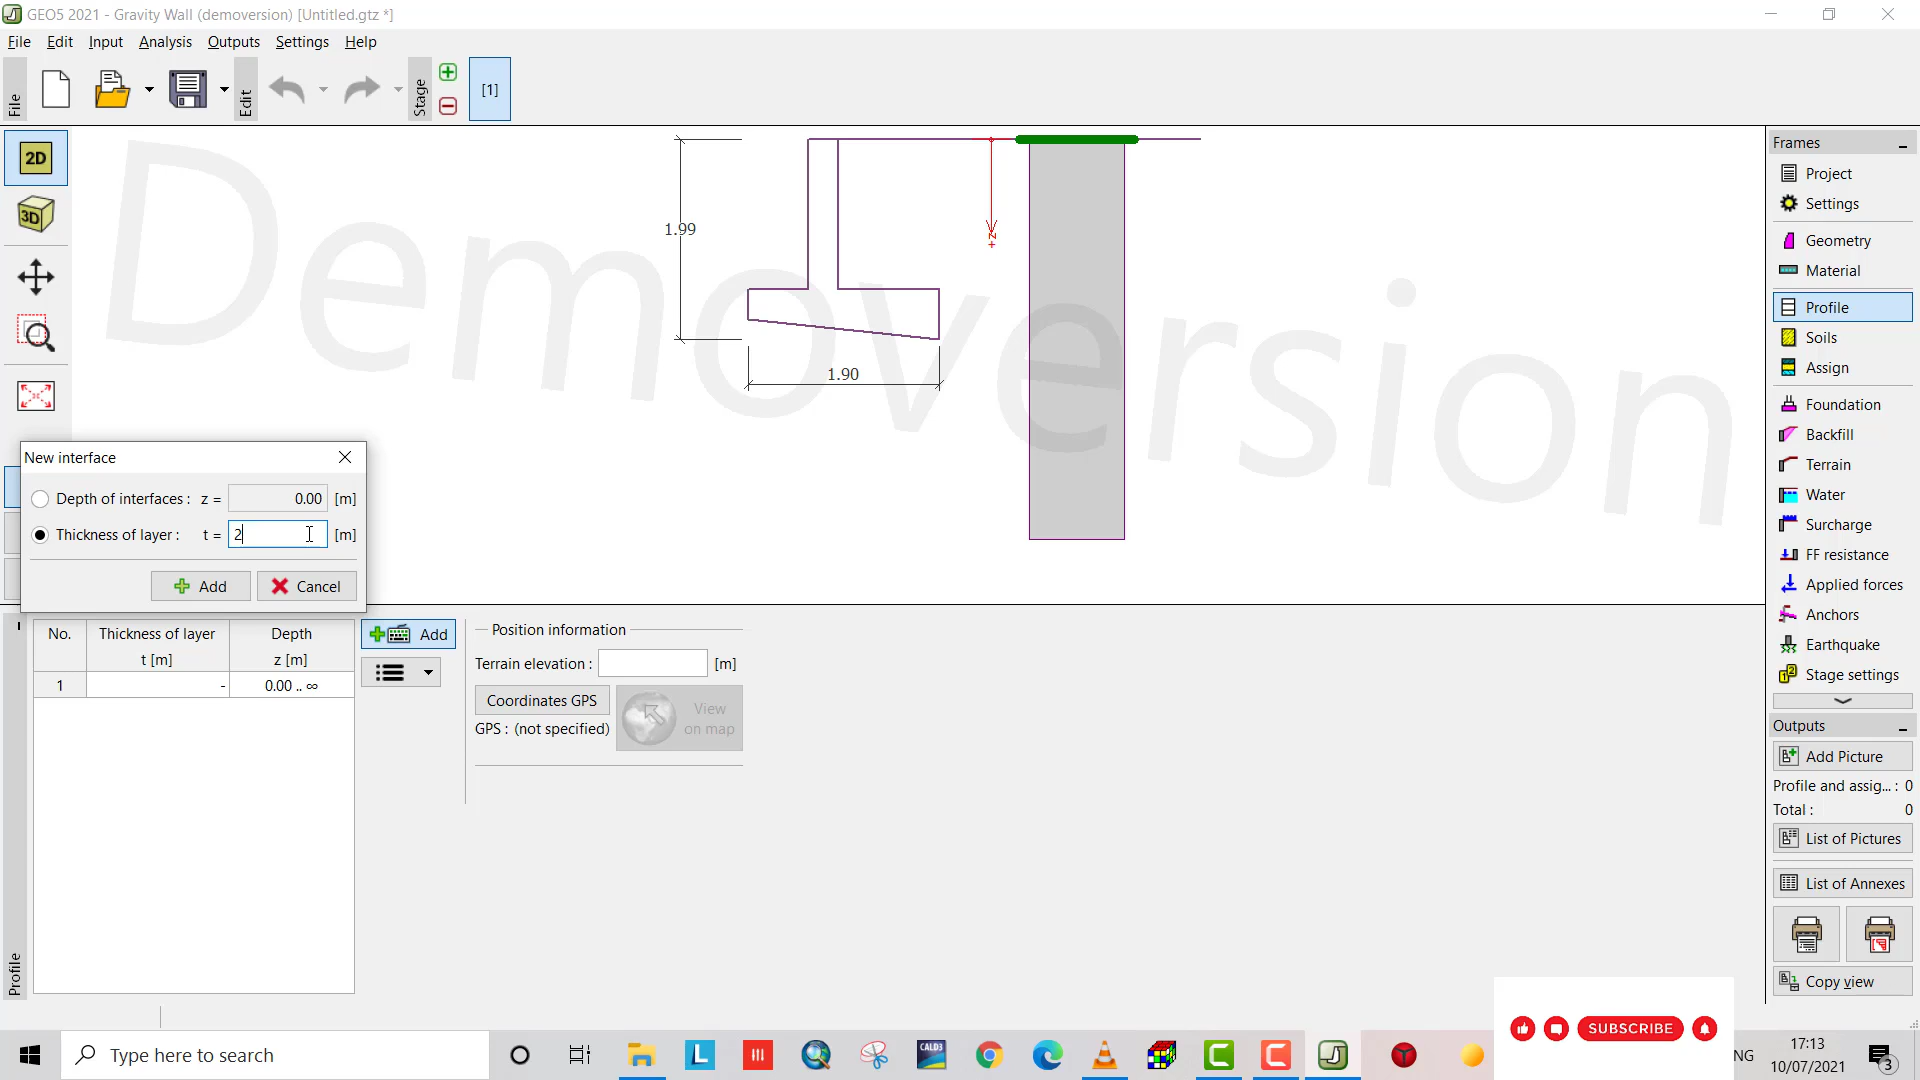 GEO5 2021 - Gravity Wall (demoversion) [Untitled.gtz *]
File Edit Input Analysis Outputs Settings Help
File
Edit
Stage
[1]
2D
3D
Demoversion
1.99
+z
1.90
New interface
Depth of interfaces : z = 0.00 [m]
Thickness of layer : t = 2 [m]
Add Cancel
No. Thickness of layer Depth
t [m] z [m]
1 - 0.00 .. ∞
Add
Position information
Terrain elevation : [m]
Coordinates GPS
GPS : (not specified)
View
on map
Profile
Frames
Project
Settings
Geometry
Material
Profile
Soils
Assign
Foundation
Backfill
Terrain
Water
Surcharge
FF resistance
Applied forces
Anchors
Earthquake
Stage settings
Outputs
Add Picture
Profile and assig... : 0
Total : 0
List of Pictures
List of Annexes
Copy view
SUBSCRIBE
Type here to search
L
CALD3
NG
17:13
10/07/2021
3